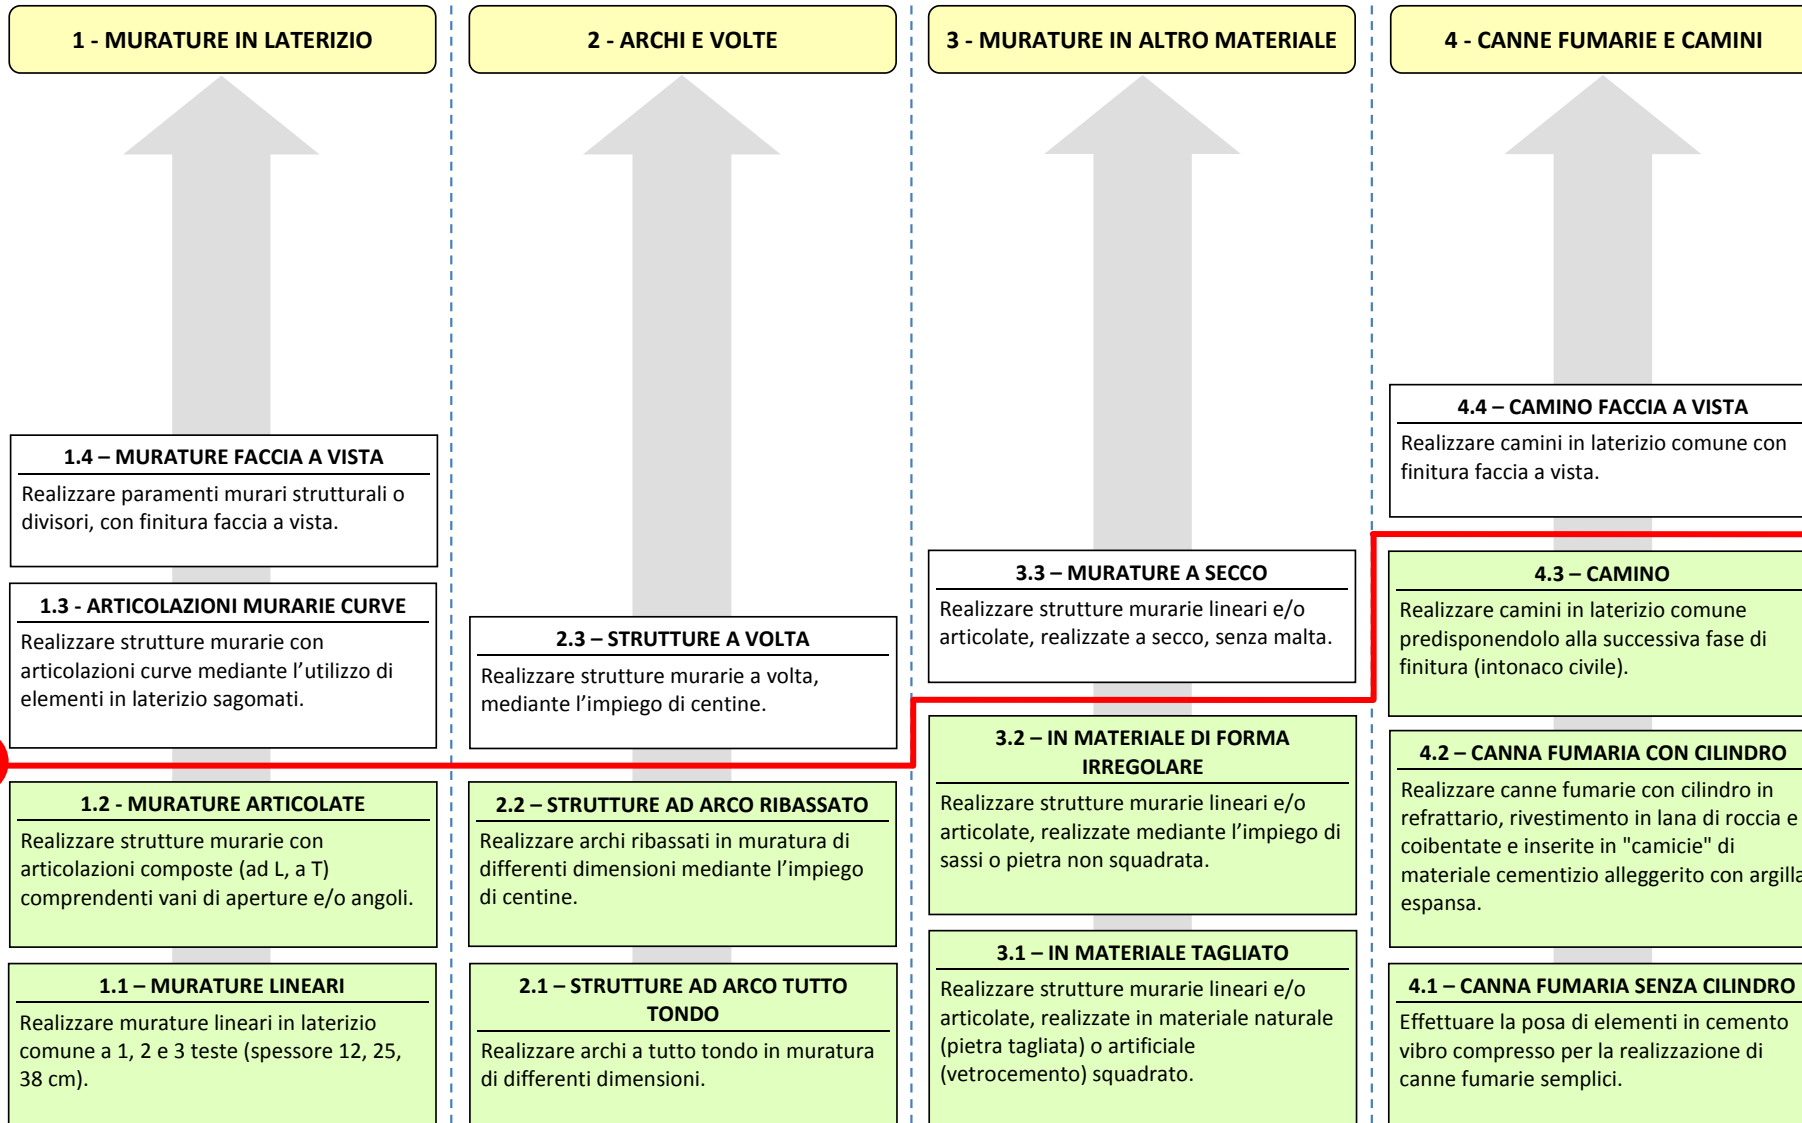 1 - MURATURE IN LATERIZIO
1.4 – MURATURE FACCIA A VISTA
Realizzare paramenti murari strutturali o
divisori, con finitura faccia a vista.
1.3 - ARTICOLAZIONI MURARIE CURVE
Realizzare strutture murarie con
articolazioni curve mediante l'utilizzo di
elementi in laterizio sagomati.
1.2 - MURATURE ARTICOLATE
Realizzare strutture murarie con
articolazioni composte (ad L, a T)
comprendenti vani di aperture e/o angoli.
1.1 – MURATURE LINEARI
Realizzare murature lineari in laterizio
comune a 1, 2 e 3 teste (spessore 12, 25,
38 cm).
2 - ARCHI E VOLTE
2.3 – STRUTTURE A VOLTA
Realizzare strutture murarie a volta,
mediante l'impiego di centine.
2.2 – STRUTTURE AD ARCO RIBASSATO
Realizzare archi ribassati in muratura di
differenti dimensioni mediante l'impiego
di centine.
2.1 – STRUTTURE AD ARCO TUTTO
TONDO
Realizzare archi a tutto tondo in muratura
di differenti dimensioni.
3 - MURATURE IN ALTRO MATERIALE
3.3 – MURATURE A SECCO
Realizzare strutture murarie lineari e/o
articolate, realizzate a secco, senza malta.
3.2 – IN MATERIALE DI FORMA
IRREGOLARE
Realizzare strutture murarie lineari e/o
articolate, realizzate mediante l'impiego di
sassi o pietra non squadrata.
3.1 – IN MATERIALE TAGLIATO
Realizzare strutture murarie lineari e/o
articolate, realizzate in materiale naturale
(pietra tagliata) o artificiale
(vetrocemento) squadrato.
4 - CANNE FUMARIE E CAMINI
4.4 – CAMINO FACCIA A VISTA
Realizzare camini in laterizio comune con
finitura faccia a vista.
4.3 – CAMINO
Realizzare camini in laterizio comune
predisponendolo alla successiva fase di
finitura (intonaco civile).
4.2 – CANNA FUMARIA CON CILINDRO
Realizzare canne fumarie con cilindro in
refrattario, rivestimento in lana di roccia e
coibentate e inserite in "camicie" di
materiale cementizio alleggerito con argilla
espansa.
4.1 – CANNA FUMARIA SENZA CILINDRO
Effettuare la posa di elementi in cemento
vibro compresso per la realizzazione di
canne fumarie semplici.